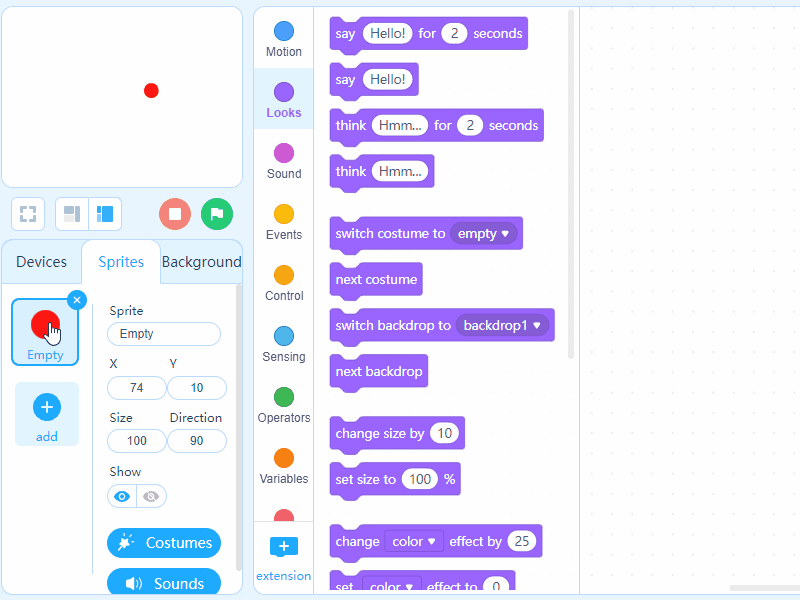 Devices
Sprites
Background
Empty
add
Sprite
Empty
X
Y
74
10
Size
Direction
100
90
Show
Costumes
Sounds
Motion
Looks
Sound
Events
Control
Sensing
Operators
Variables
extension
say Hello! for 2 seconds
say Hello!
think Hmm... for 2 seconds
think Hmm...
switch costume to empty
next costume
switch backdrop to backdrop1
next backdrop
change size by 10
set size to 100 %
change color effect by 25
set color effect to 0